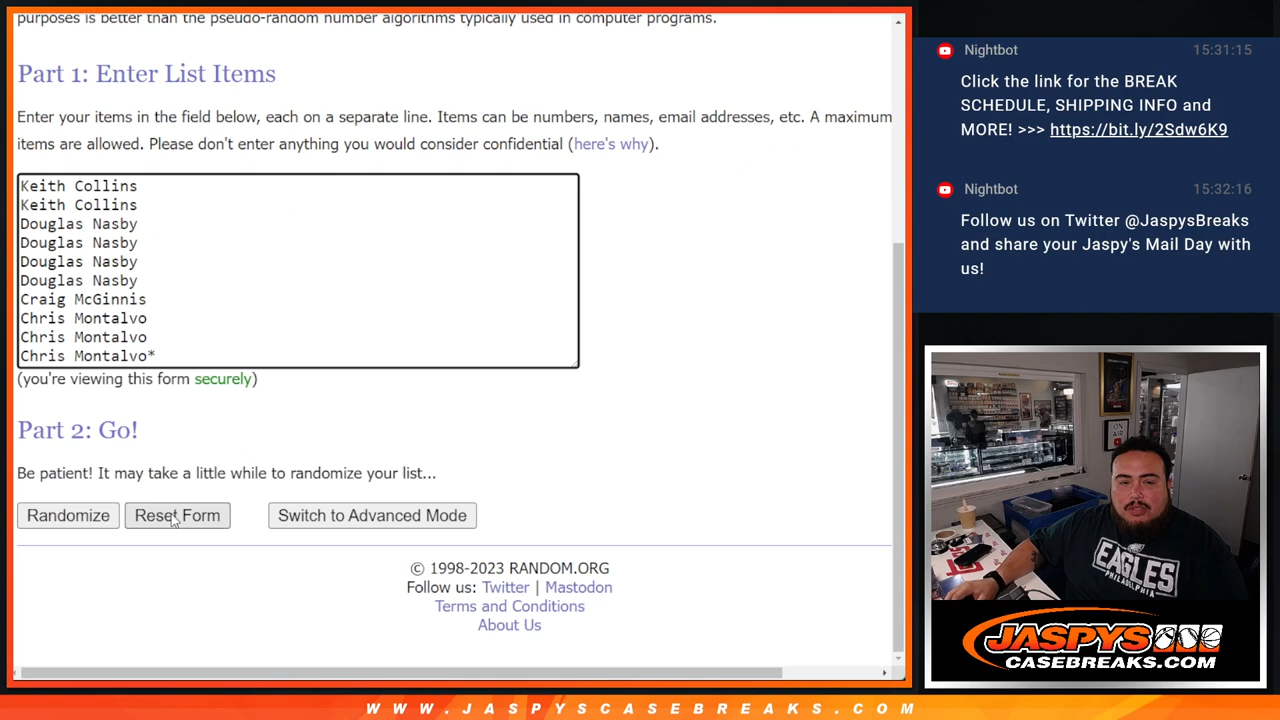 purposes is better than the pseudo-random number algorithms typically used in computer programs.
Part 1: Enter List Items
Enter your items in the field below, each on a separate line. Items can be numbers, names, email addresses, etc. A maximum
items are allowed. Please don't enter anything you would consider confidential (here's why).
Keith Collins
Keith Collins
Douglas Nasby
Douglas Nasby
Douglas Nasby
Douglas Nasby
Craig McGinnis
Chris Montalvo
Chris Montalvo
Chris Montalvo*
(you're viewing this form securely)
Part 2: Go!
Be patient! It may take a little while to randomize your list...
Randomize
Reset Form
Switch to Advanced Mode
© 1998-2023 RANDOM.ORG
Follow us: Twitter | Mastodon
Terms and Conditions
About Us
Nightbot 15:31:15
Click the link for the BREAK
SCHEDULE, SHIPPING INFO and
MORE! >>> https://bit.ly/2Sdw6K9
Nightbot 15:32:16
Follow us on Twitter @JaspysBreaks
and share your Jaspy's Mail Day with
us!
ON
AIR
EAGLES
PHILADELPHIA
JASPYS
CASEBREAKS.COM
WWW.JASPYSCASEBREAKS.COM